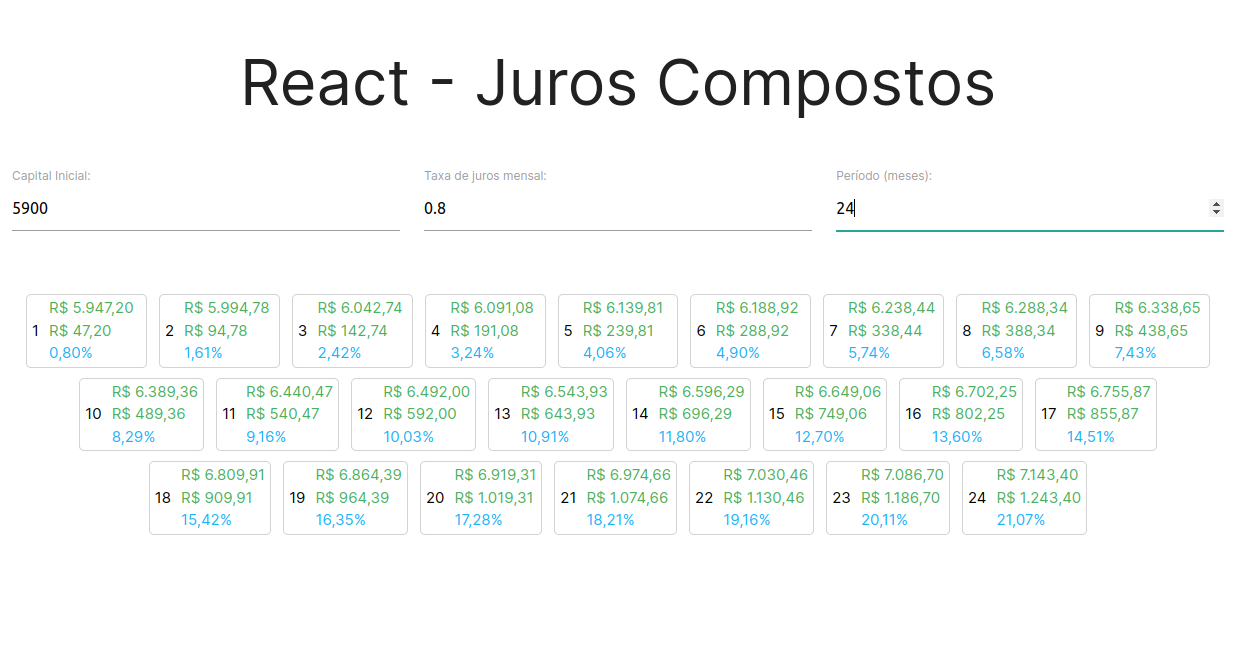 React - Juros Compostos
Capital Inicial:
5900
Taxa de juros mensal:
0.8
Período (meses):
24
1
R$ 5.947,20
R$ 47,20
0,80%
2
R$ 5.994,78
R$ 94,78
1,61%
3
R$ 6.042,74
R$ 142,74
2,42%
4
R$ 6.091,08
R$ 191,08
3,24%
5
R$ 6.139,81
R$ 239,81
4,06%
6
R$ 6.188,92
R$ 288,92
4,90%
7
R$ 6.238,44
R$ 338,44
5,74%
8
R$ 6.288,34
R$ 388,34
6,58%
9
R$ 6.338,65
R$ 438,65
7,43%
10
R$ 6.389,36
R$ 489,36
8,29%
11
R$ 6.440,47
R$ 540,47
9,16%
12
R$ 6.492,00
R$ 592,00
10,03%
13
R$ 6.543,93
R$ 643,93
10,91%
14
R$ 6.596,29
R$ 696,29
11,80%
15
R$ 6.649,06
R$ 749,06
12,70%
16
R$ 6.702,25
R$ 802,25
13,60%
17
R$ 6.755,87
R$ 855,87
14,51%
18
R$ 6.809,91
R$ 909,91
15,42%
19
R$ 6.864,39
R$ 964,39
16,35%
20
R$ 6.919,31
R$ 1.019,31
17,28%
21
R$ 6.974,66
R$ 1.074,66
18,21%
22
R$ 7.030,46
R$ 1.130,46
19,16%
23
R$ 7.086,70
R$ 1.186,70
20,11%
24
R$ 7.143,40
R$ 1.243,40
21,07%